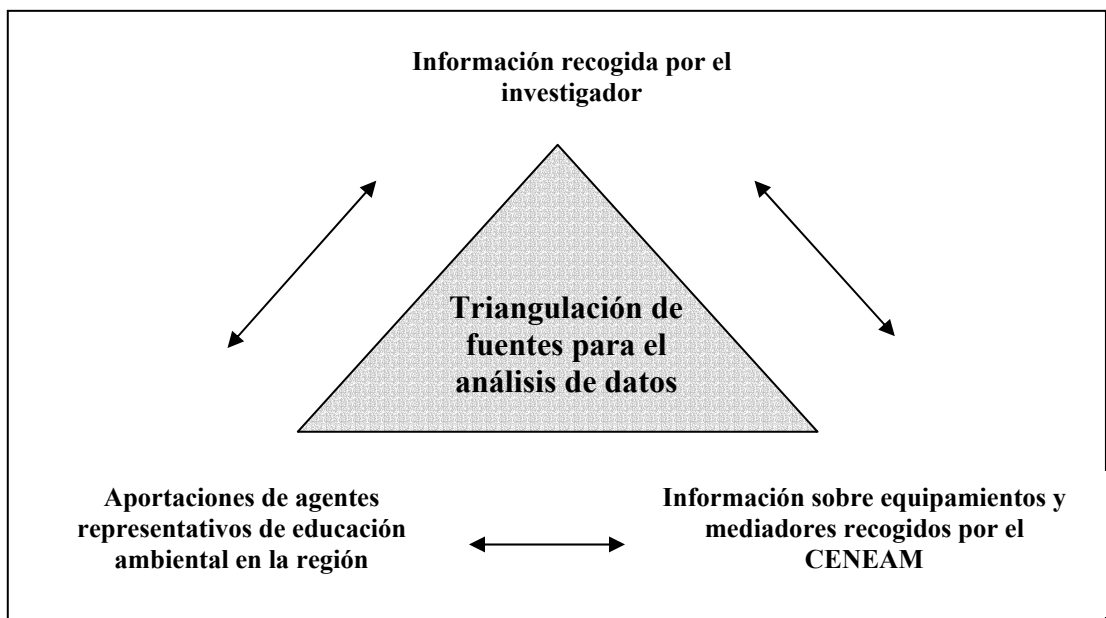 Información recogida por el
investigador
Triangulación de
fuentes para el
análisis de datos
Aportaciones de agentes
representativos de educación
ambiental en la región
Información sobre equipamientos y
mediadores recogidos por el
CENEAM